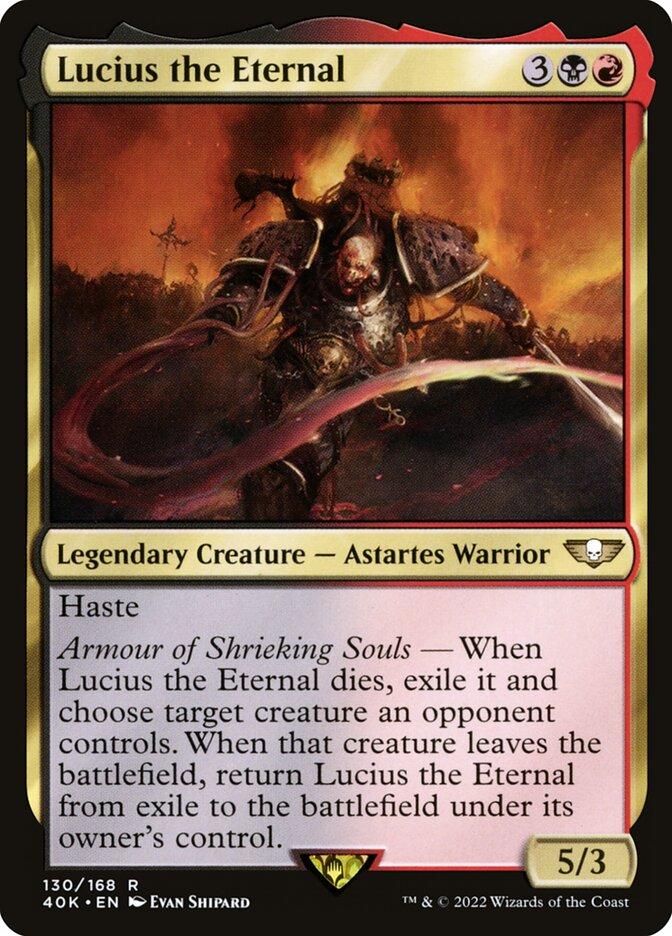 Lucius the Eternal 3
Legendary Creature — Astartes Warrior
Haste
Armour of Shrieking Souls — When
Lucius the Eternal dies, exile it and
choose target creature an opponent
controls. When that creature leaves the
battlefield, return Lucius the Eternal
from exile to the battlefield under its
owner's control.
5/3
130/168 R
40K • EN Evan Shipard
™ & © 2022 Wizards of the Coast